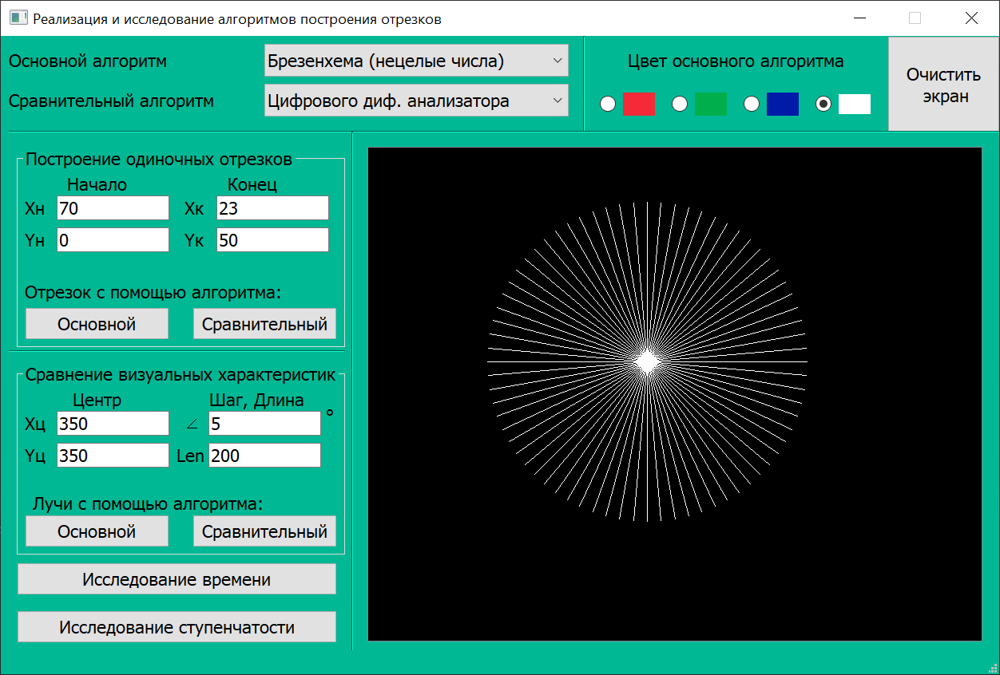 Реализация и исследование алгоритмов построения отрезков
Основной алгоритм
Брезенхема (нецелые числа)
Сравнительный алгоритм
Цифрового диф. анализатора
Цвет основного алгоритма
Очистить
экран
Построение одиночных отрезков
Начало Конец
Xн 70 Xк 23
Yн 0 Yк 50
Отрезок с помощью алгоритма:
Основной Сравнительный
Сравнение визуальных характеристик
Центр Шаг, Длина
Xц 350 ∠ 5 °
Yц 350 Len 200
Лучи с помощью алгоритма:
Основной Сравнительный
Исследование времени
Исследование ступенчатости